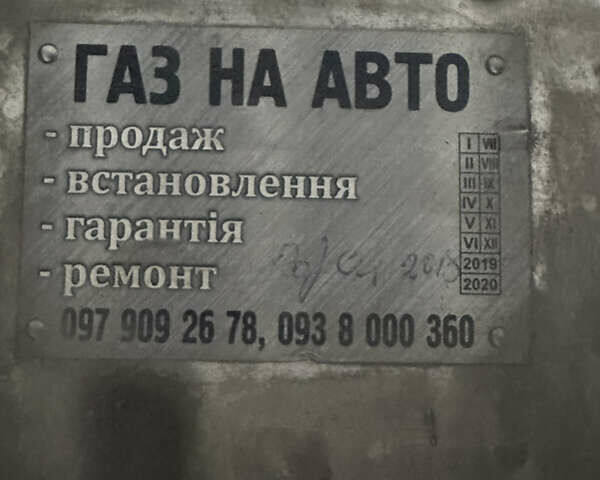 ГАЗ НА АВТО
- продаж
- встановлення
- гарантія
- ремонт
I VII
II VIII
III IX
IV X
V XI
VI XII
2019
2020
097 909 26 78, 093 8 000 360